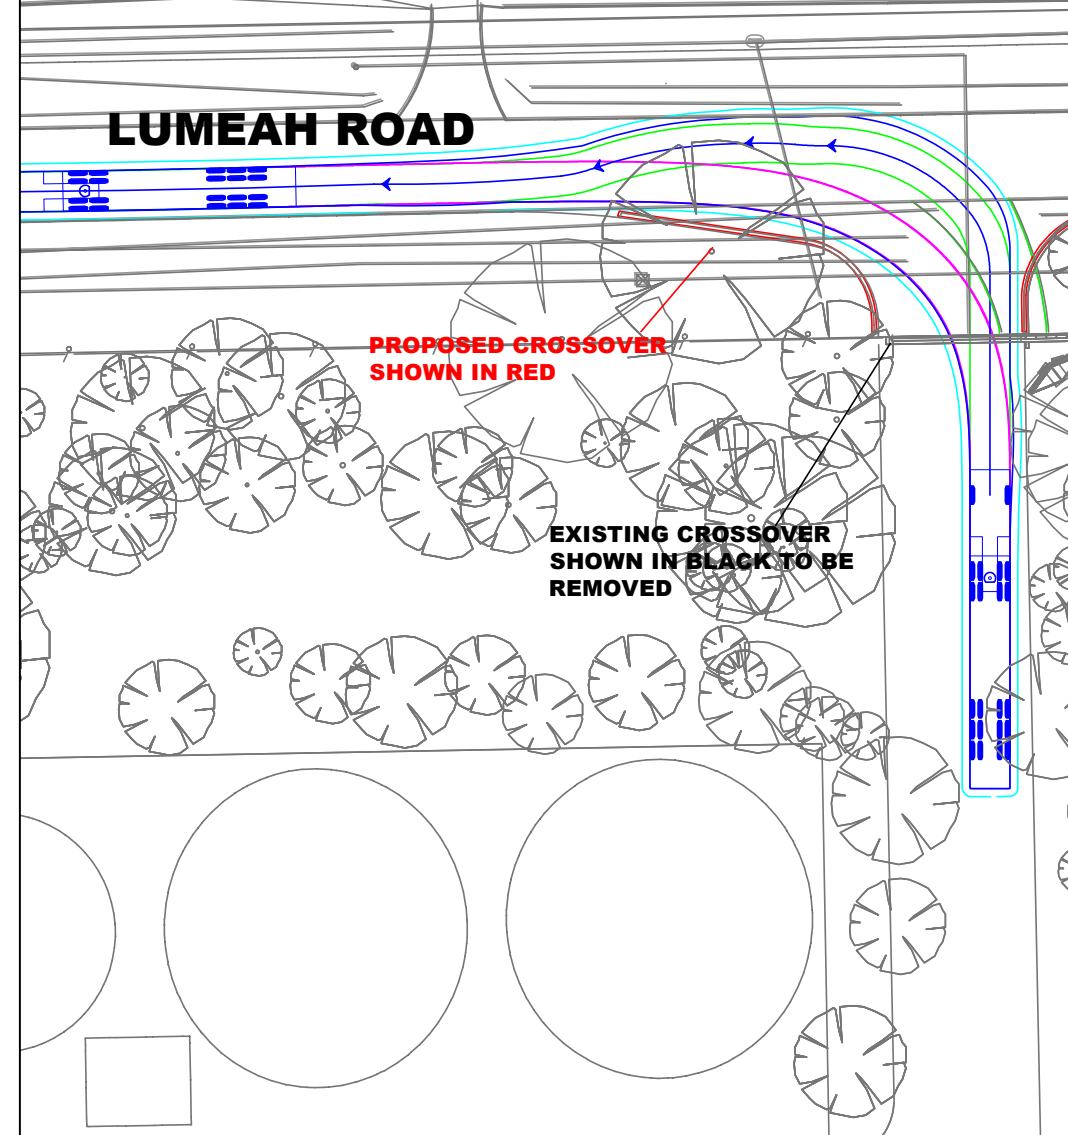 LUMEAH ROAD
PROPOSED CROSSOVER
SHOWN IN RED
EXISTING CROSSOVER
SHOWN IN BLACK TO BE
REMOVED